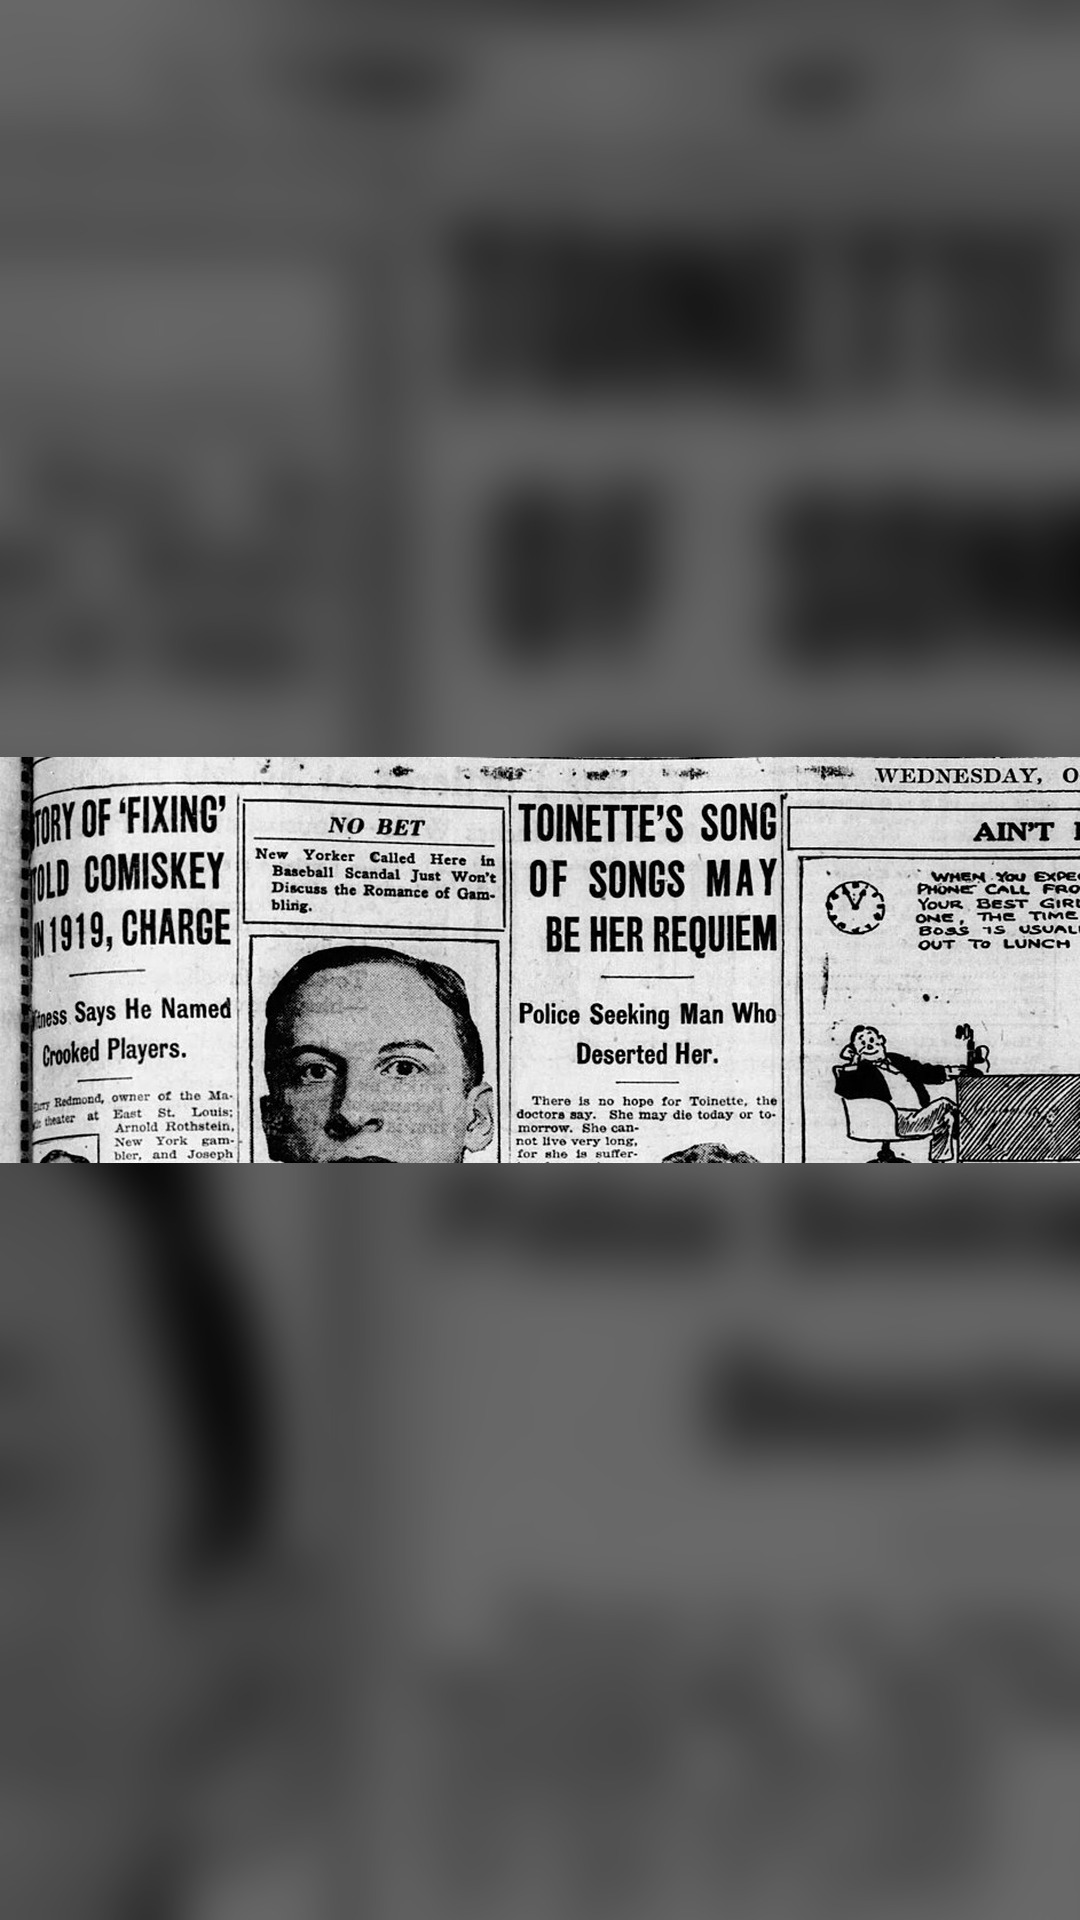 WEDNESDAY, O
TORY OF ‘FIXING’
TOLD COMISKEY
IN 1919, CHARGE
tness Says He Named
Crooked Players.
Redmond, owner of the Ma-
theater at East St. Louis;
Arnold Rothstein,
New York gam-
bler, and Joseph
NO BET
New Yorker Called Here in
Baseball Scandal Just Won't
Discuss the Romance of Gam-
bling.
TOINETTE'S SONG
OF SONGS MAY
BE HER REQUIEM
Police Seeking Man Who
Deserted Her.
There is no hope for Toinette, the
doctors say. She may die today or to-
morrow. She can-
not live very long,
for she is suffer-
AIN'T
WHEN YOU EXPE
PHONE CALL FRO
YOUR BEST GIRL
ONE, THE TIME
BOSS IS USUAL
OUT TO LUNCH